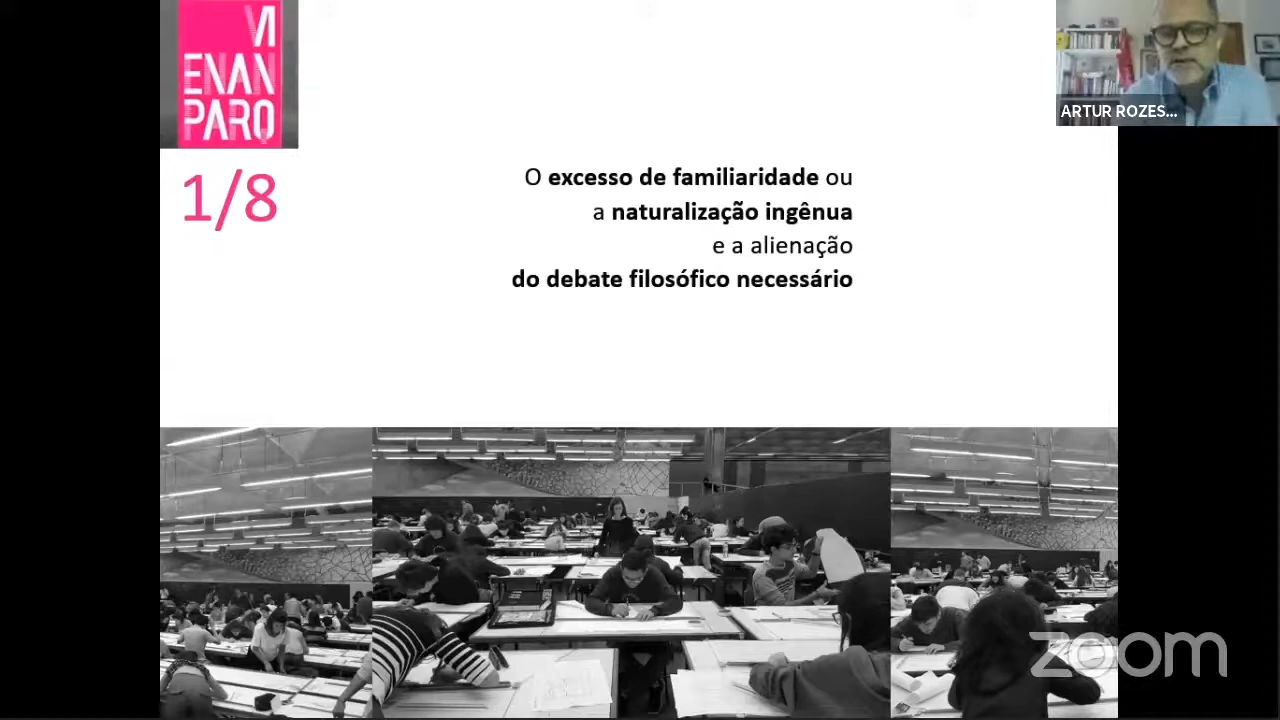 VI
ENAN
PARQ
1/8
ARTUR ROZES...
O excesso de familiaridade ou
a naturalização ingênua
e a alienação
do debate filosófico necessário
zoom